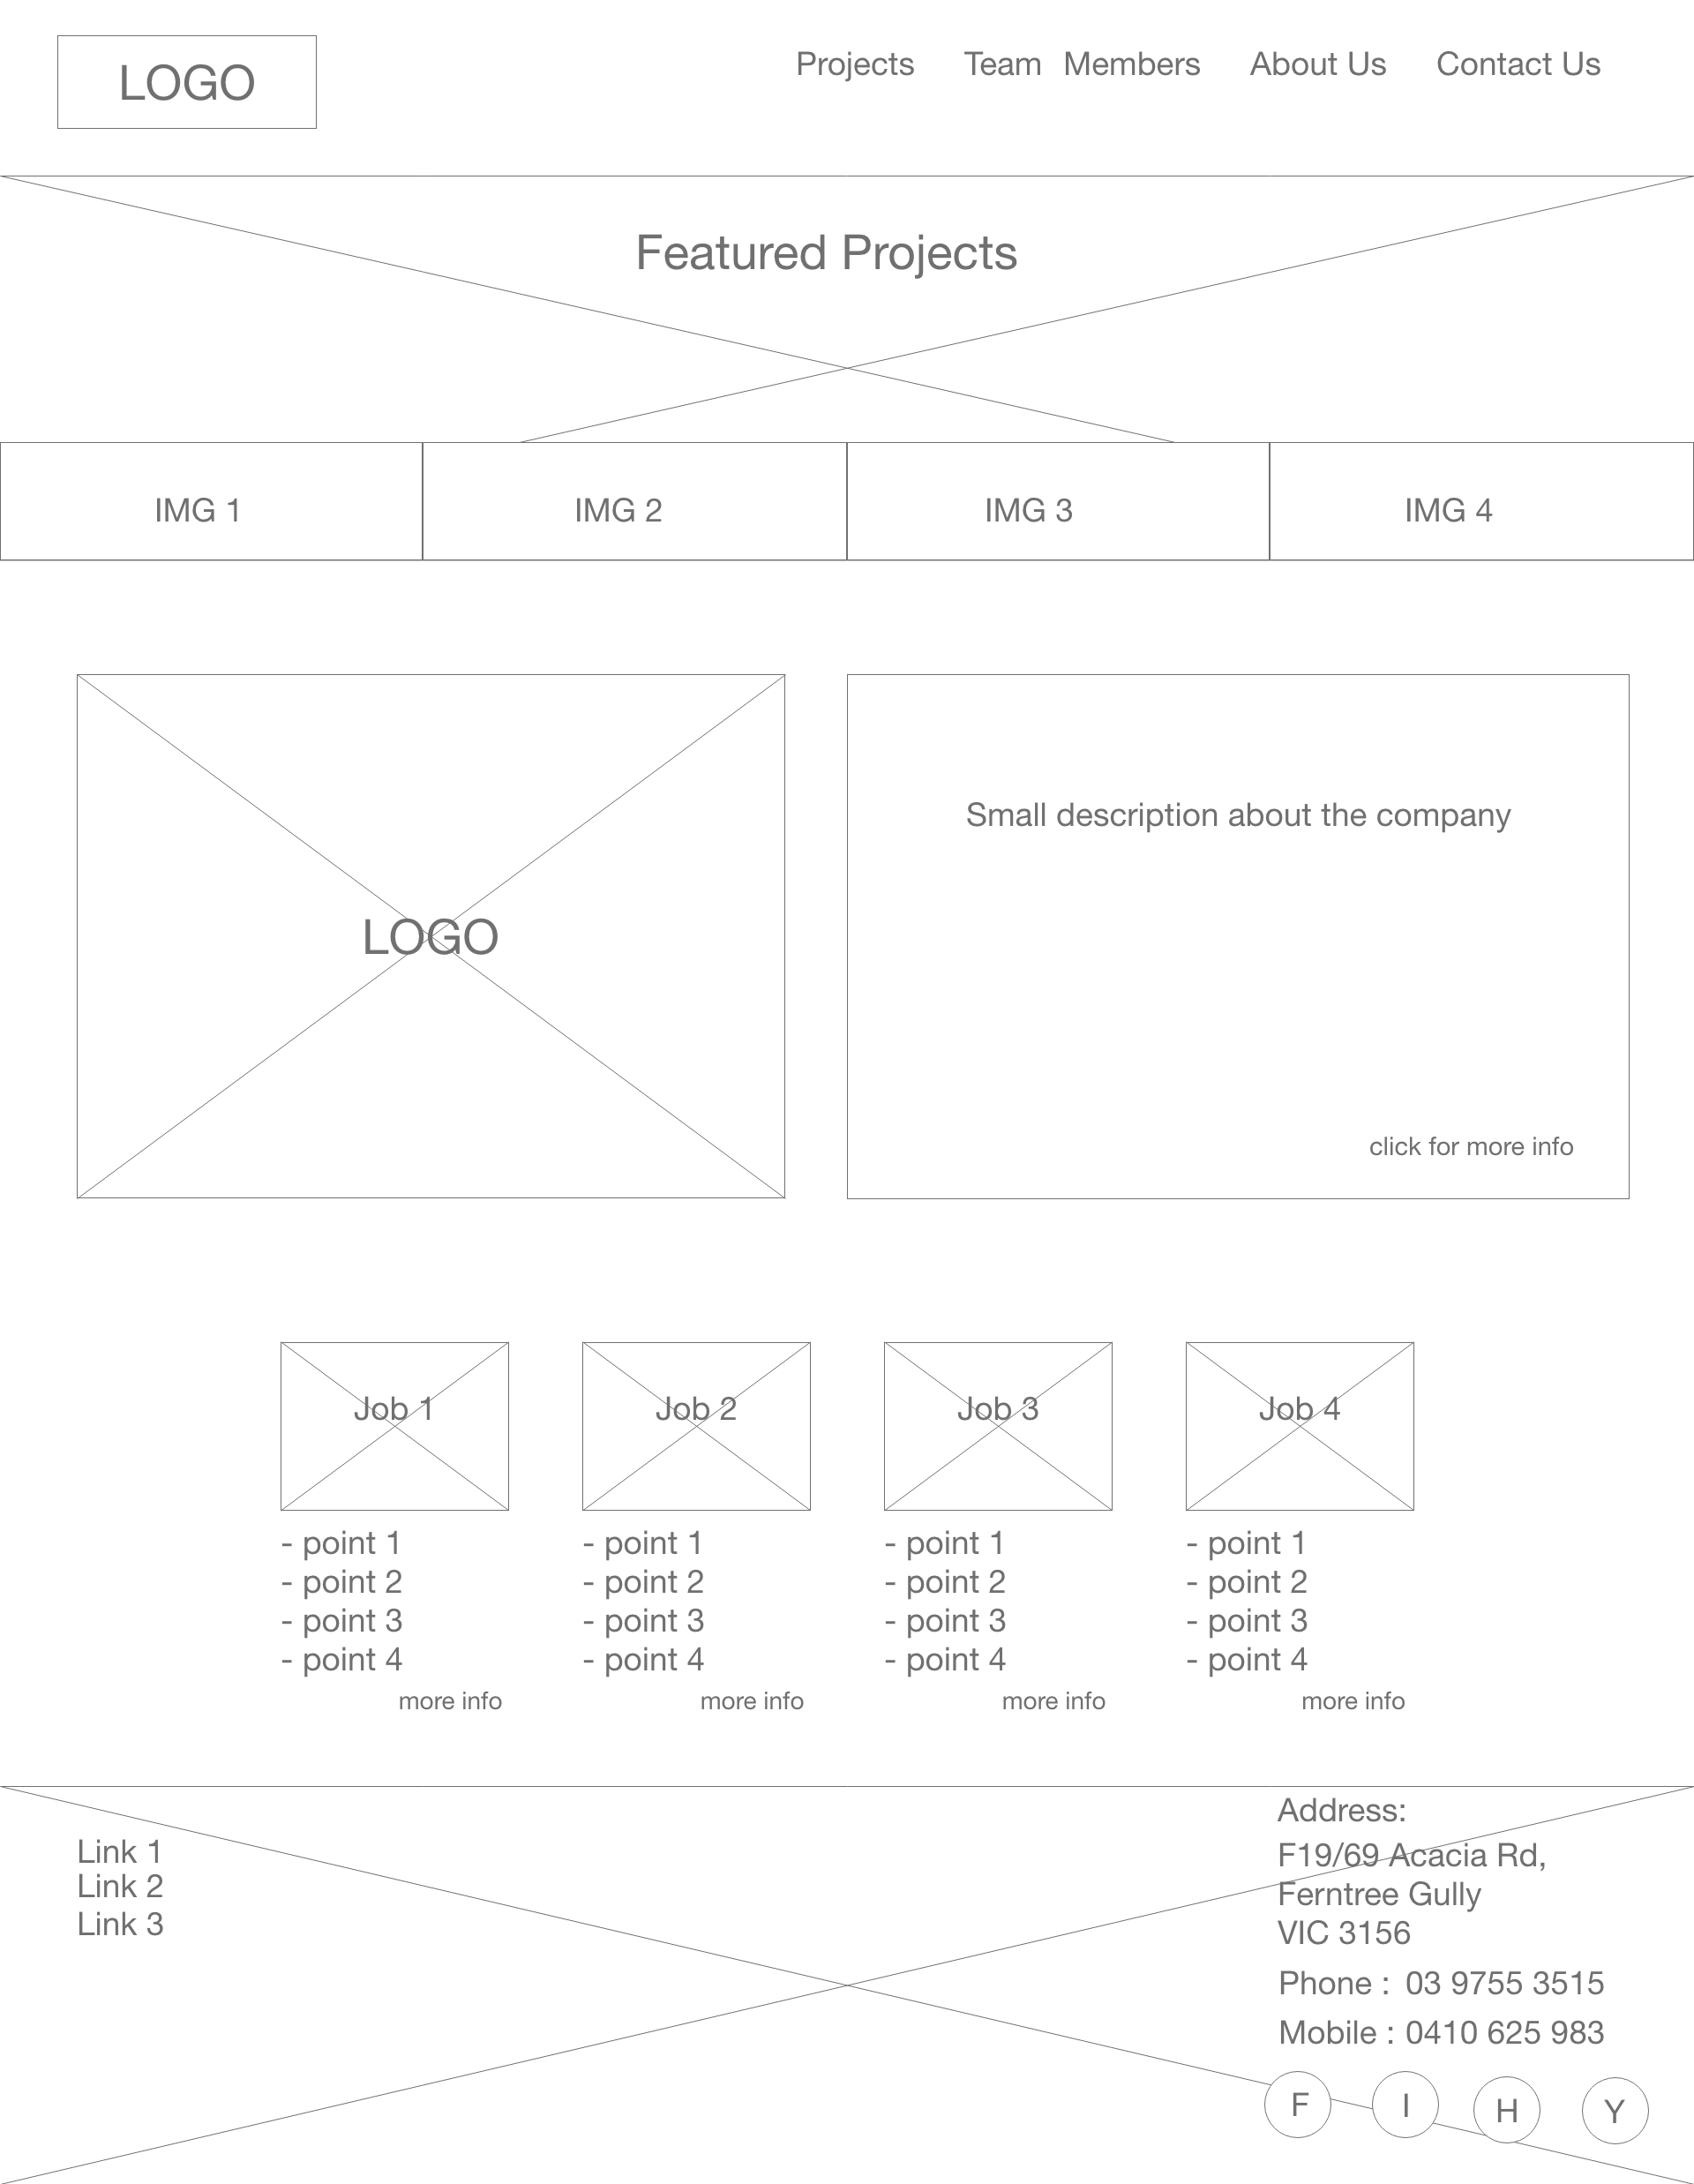 LOGO
Projects Team Members About Us Contact Us
Featured Projects
IMG 1 IMG 2 IMG 3 IMG 4
LOGO
Small description about the company
click for more info
Job 1
- point 1
- point 2
- point 3
- point 4
more info
Job 2
- point 1
- point 2
- point 3
- point 4
more info
Job 3
- point 1
- point 2
- point 3
- point 4
more info
Job 4
- point 1
- point 2
- point 3
- point 4
more info
Link 1
Link 2
Link 3
Address:
F19/69 Acacia Rd,
Ferntree Gully
VIC 3156
Phone : 03 9755 3515
Mobile : 0410 625 983
F I H Y